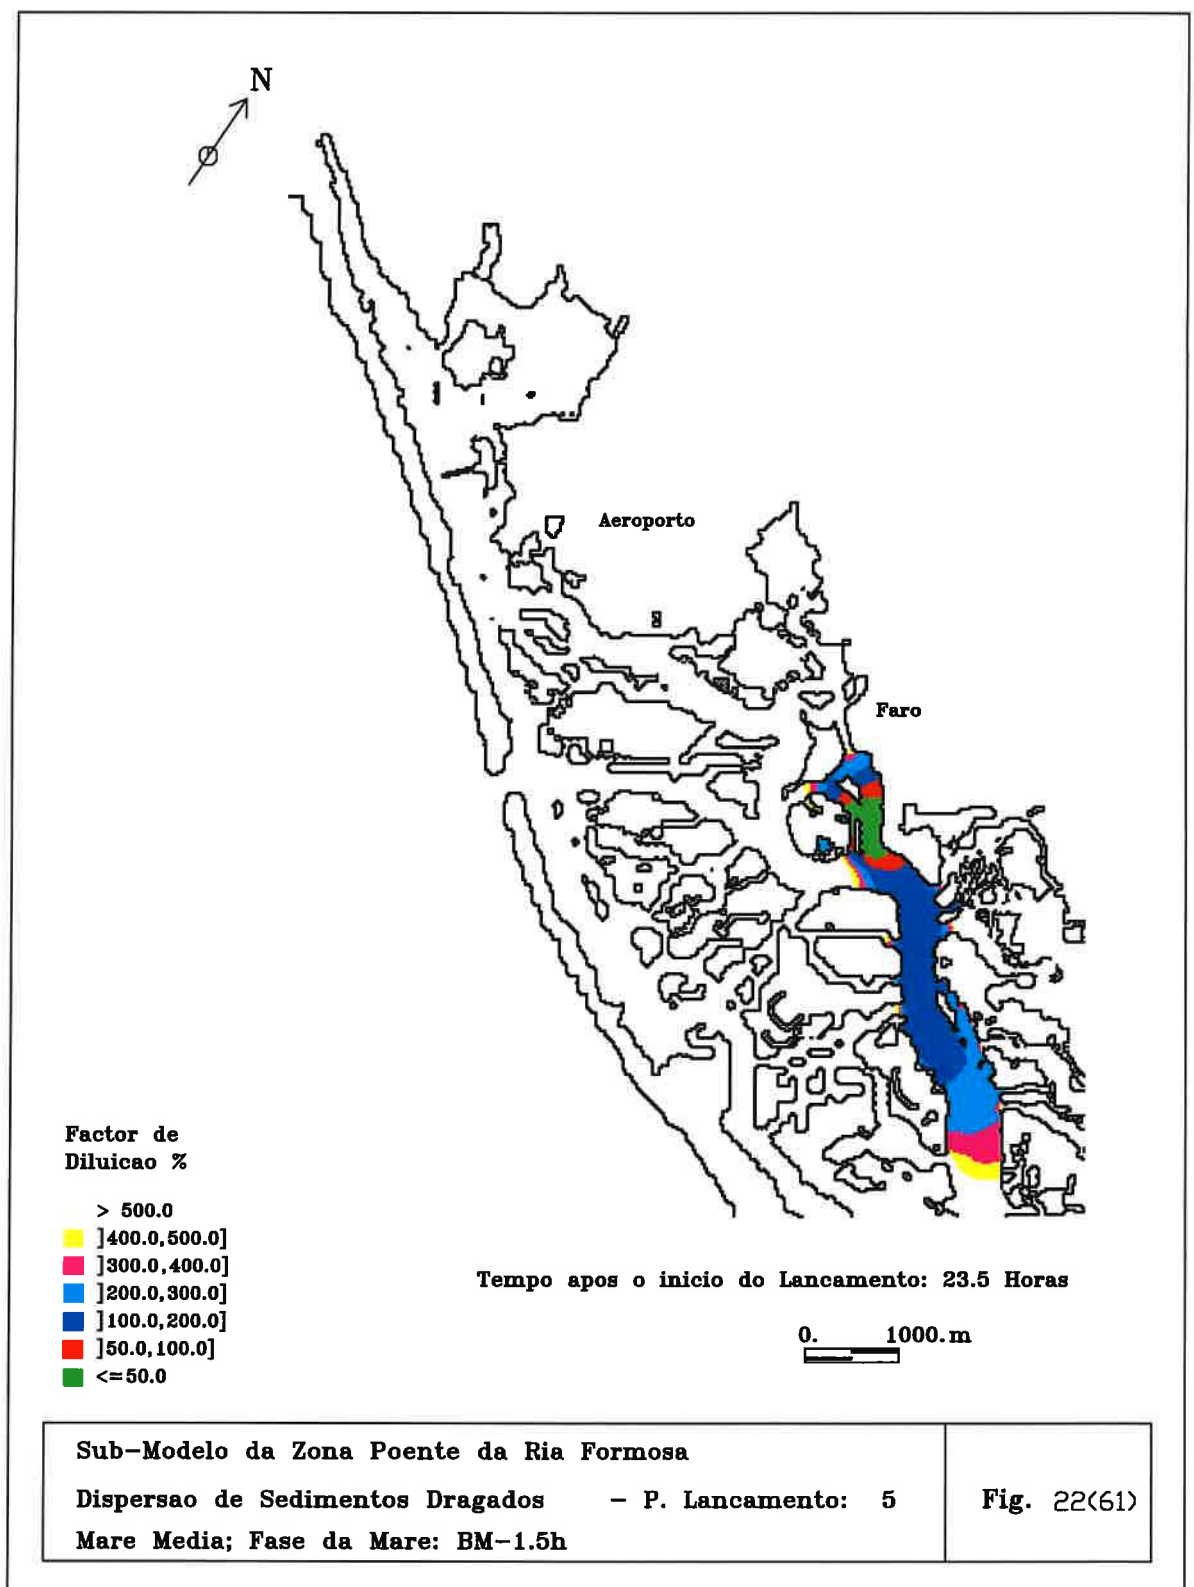 N
Aeroporto
Faro
Factor de
Diluicao %
> 500.0
]400.0,500.0]
]300.0,400.0]
]200.0,300.0]
]100.0,200.0]
]50.0,100.0]
<=50.0
Tempo apos o inicio do Lancamento: 23.5 Horas
0. 1000.m
Sub-Modelo da Zona Poente da Ria Formosa
Dispersao de Sedimentos Dragados - P. Lancamento: 5
Mare Media; Fase da Mare: BM-1.5h
Fig. 22(61)